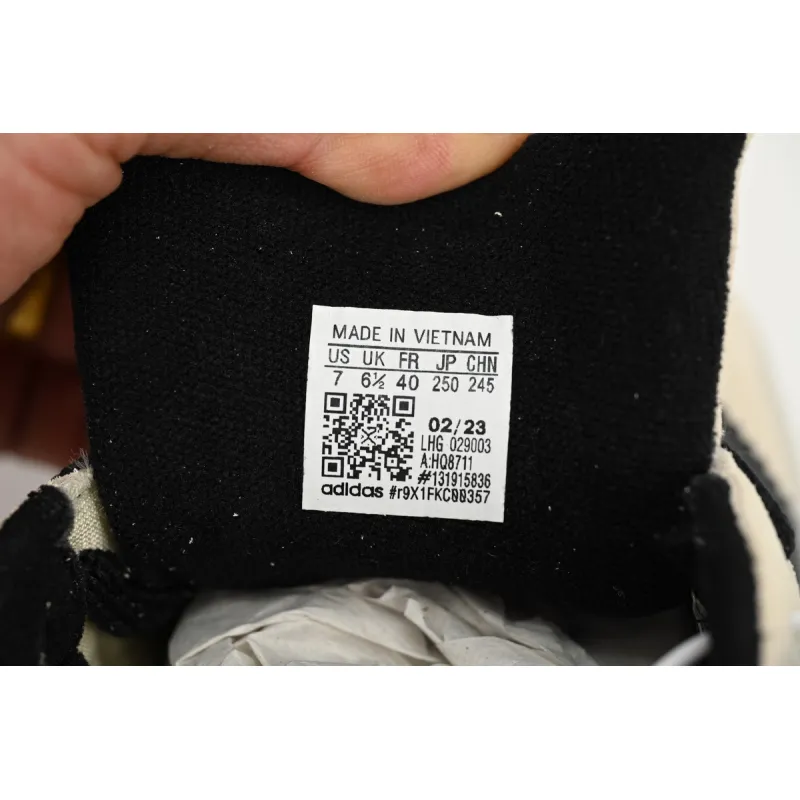 MADE IN VIETNAM
US UK FR JP CHN
7 6½ 40 250 245
02/23
LHG 029003
A:HQ8711
#131915836
adidas #r9X1FKC00357